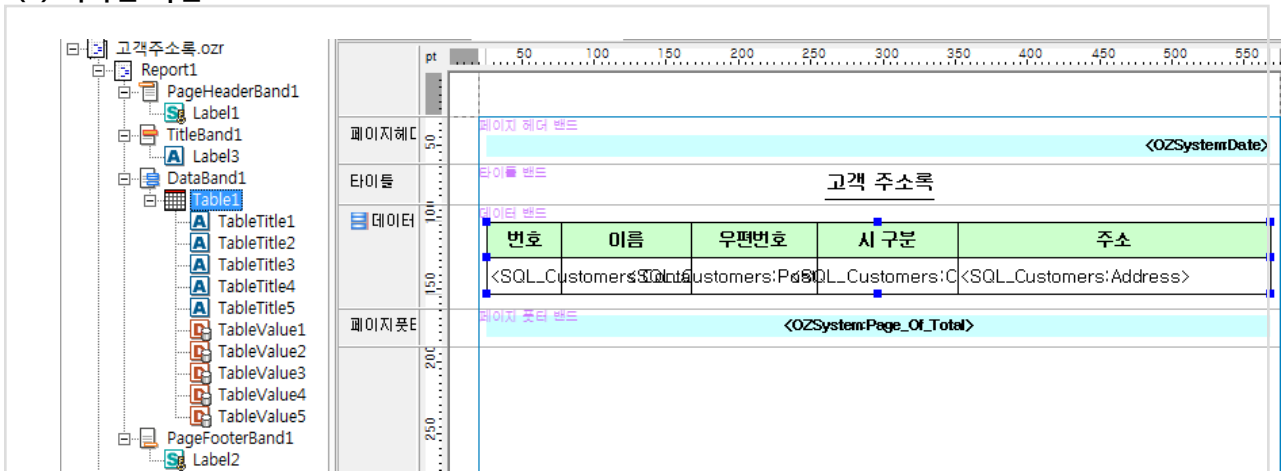 고객주소록.ozr
Report1
PageHeaderBand1
Label1
TitleBand1
Label3
DataBand1
Table1
TableTitle1
TableTitle2
TableTitle3
TableTitle4
TableTitle5
TableValue1
TableValue2
TableValue3
TableValue4
TableValue5
PageFooterBand1
Label2
pt 50 100 150 200 250 300 350 400 450 500 550
50
100
150
200
250
페이지헤더 페이지 헤더 밴드
<OZSystem:Date>
타이틀 타이틀 밴드
고객 주소록
데이터 데이터 밴드
번호 이름 우편번호 시 구분 주소
<SQL_Customers:Address>
페이지풋터 페이지 풋터 밴드
<OZSystem:Page_Of_Total>